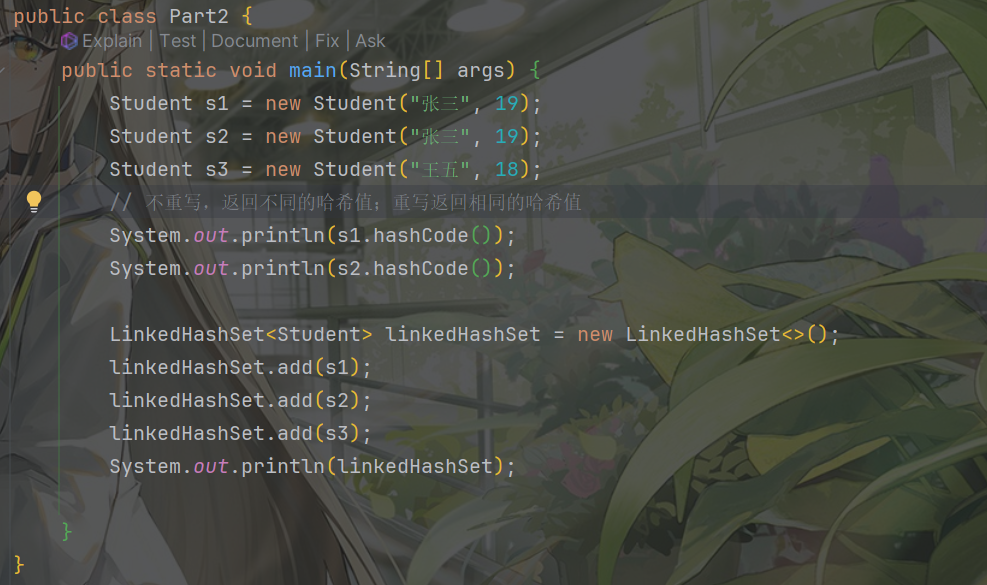 public class Part2 {
Explain | Test | Document | Fix | Ask
public static void main(String[] args) {
Student s1 = new Student("张三", 19);
Student s2 = new Student("张三", 19);
Student s3 = new Student("王五", 18);
// 不重写，返回不同的哈希值；重写返回相同的哈希值
System.out.println(s1.hashCode());
System.out.println(s2.hashCode());
LinkedHashSet<Student> linkedHashSet = new LinkedHashSet<>();
linkedHashSet.add(s1);
linkedHashSet.add(s2);
linkedHashSet.add(s3);
System.out.println(linkedHashSet);
}
}